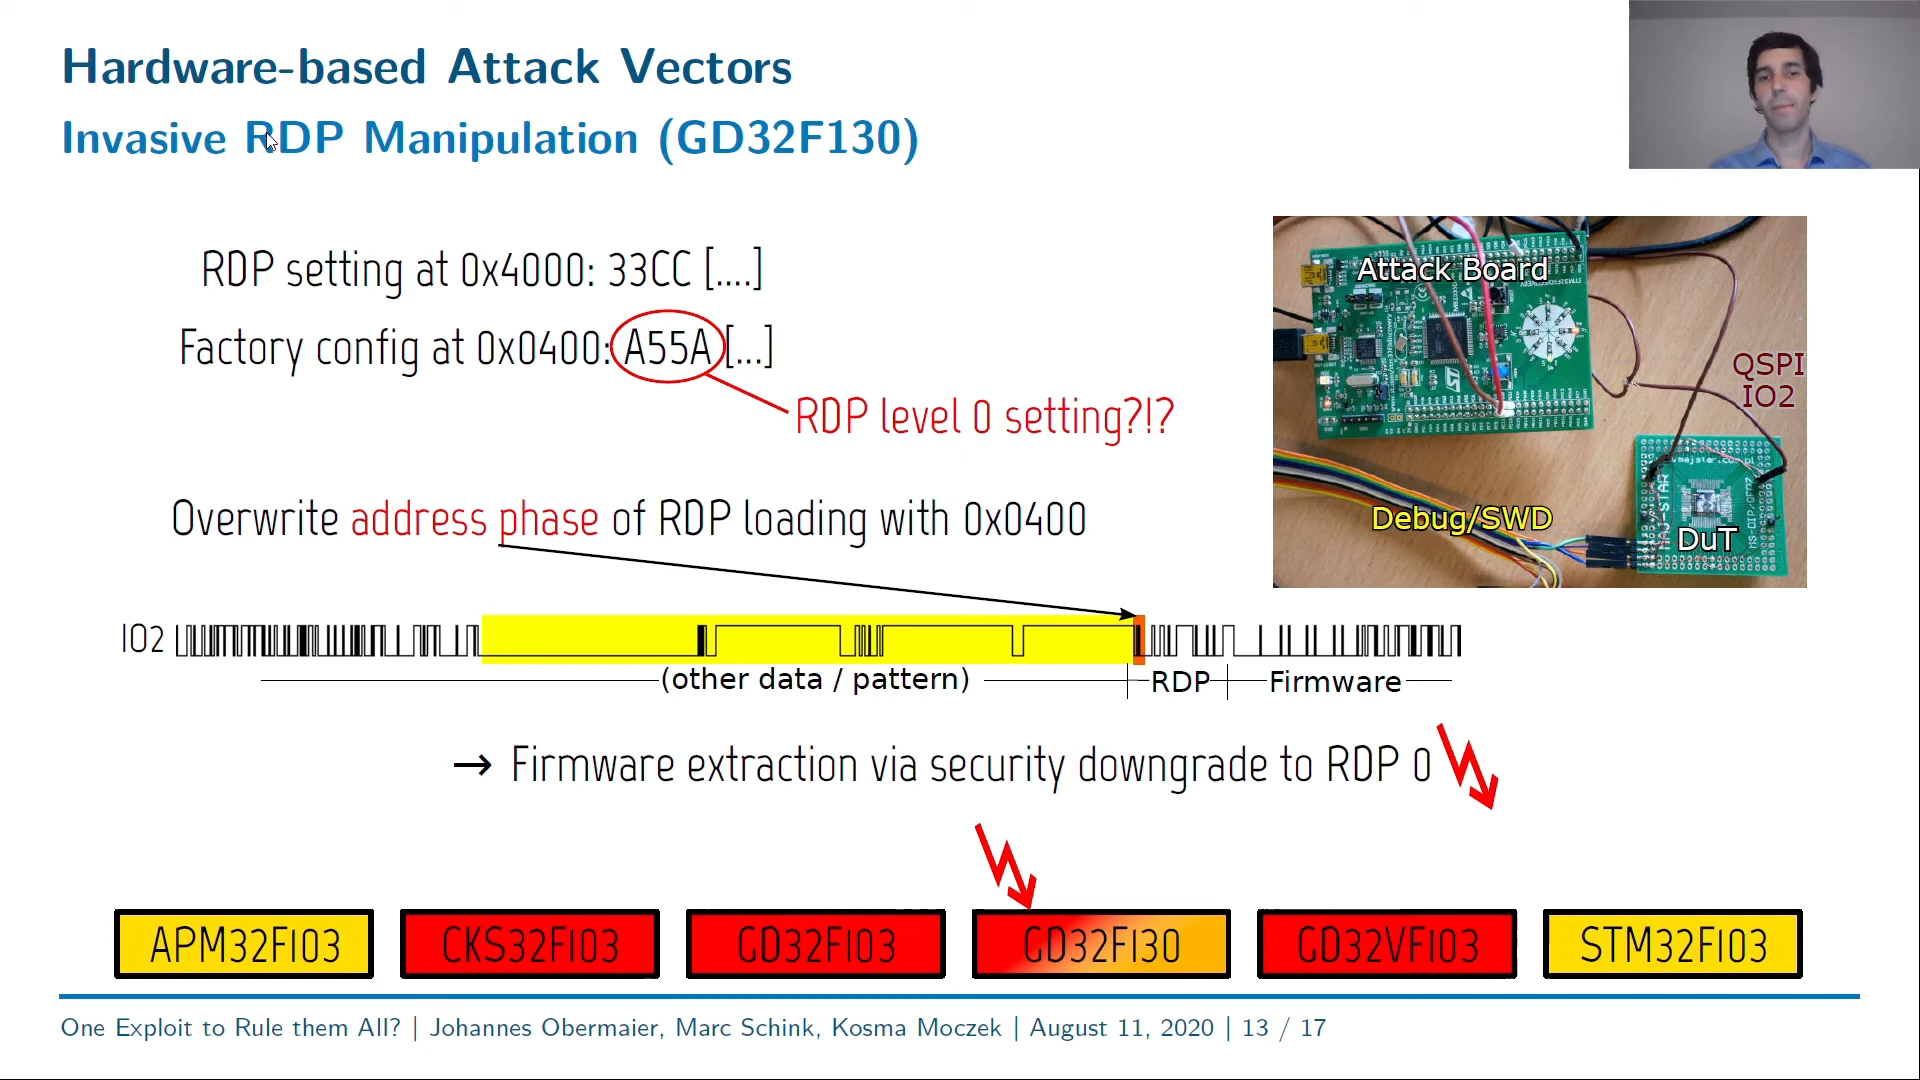 Hardware-based Attack Vectors
Invasive RDP Manipulation (GD32F130)
RDP setting at 0x4000: 33CC [....]
Factory config at 0x0400: A55A [...]
RDP level 0 setting?!?
Overwrite address phase of RDP loading with 0x0400
Attack Board
QSPI
IO2
Debug/SWD
DuT
IO2
(other data / pattern)
RDP
Firmware
→ Firmware extraction via security downgrade to RDP 0
APM32F103
CKS32F103
GD32F103
GD32F130
GD32VF103
STM32F103
One Exploit to Rule them All? | Johannes Obermaier, Marc Schink, Kosma Moczek | August 11, 2020 | 13 / 17